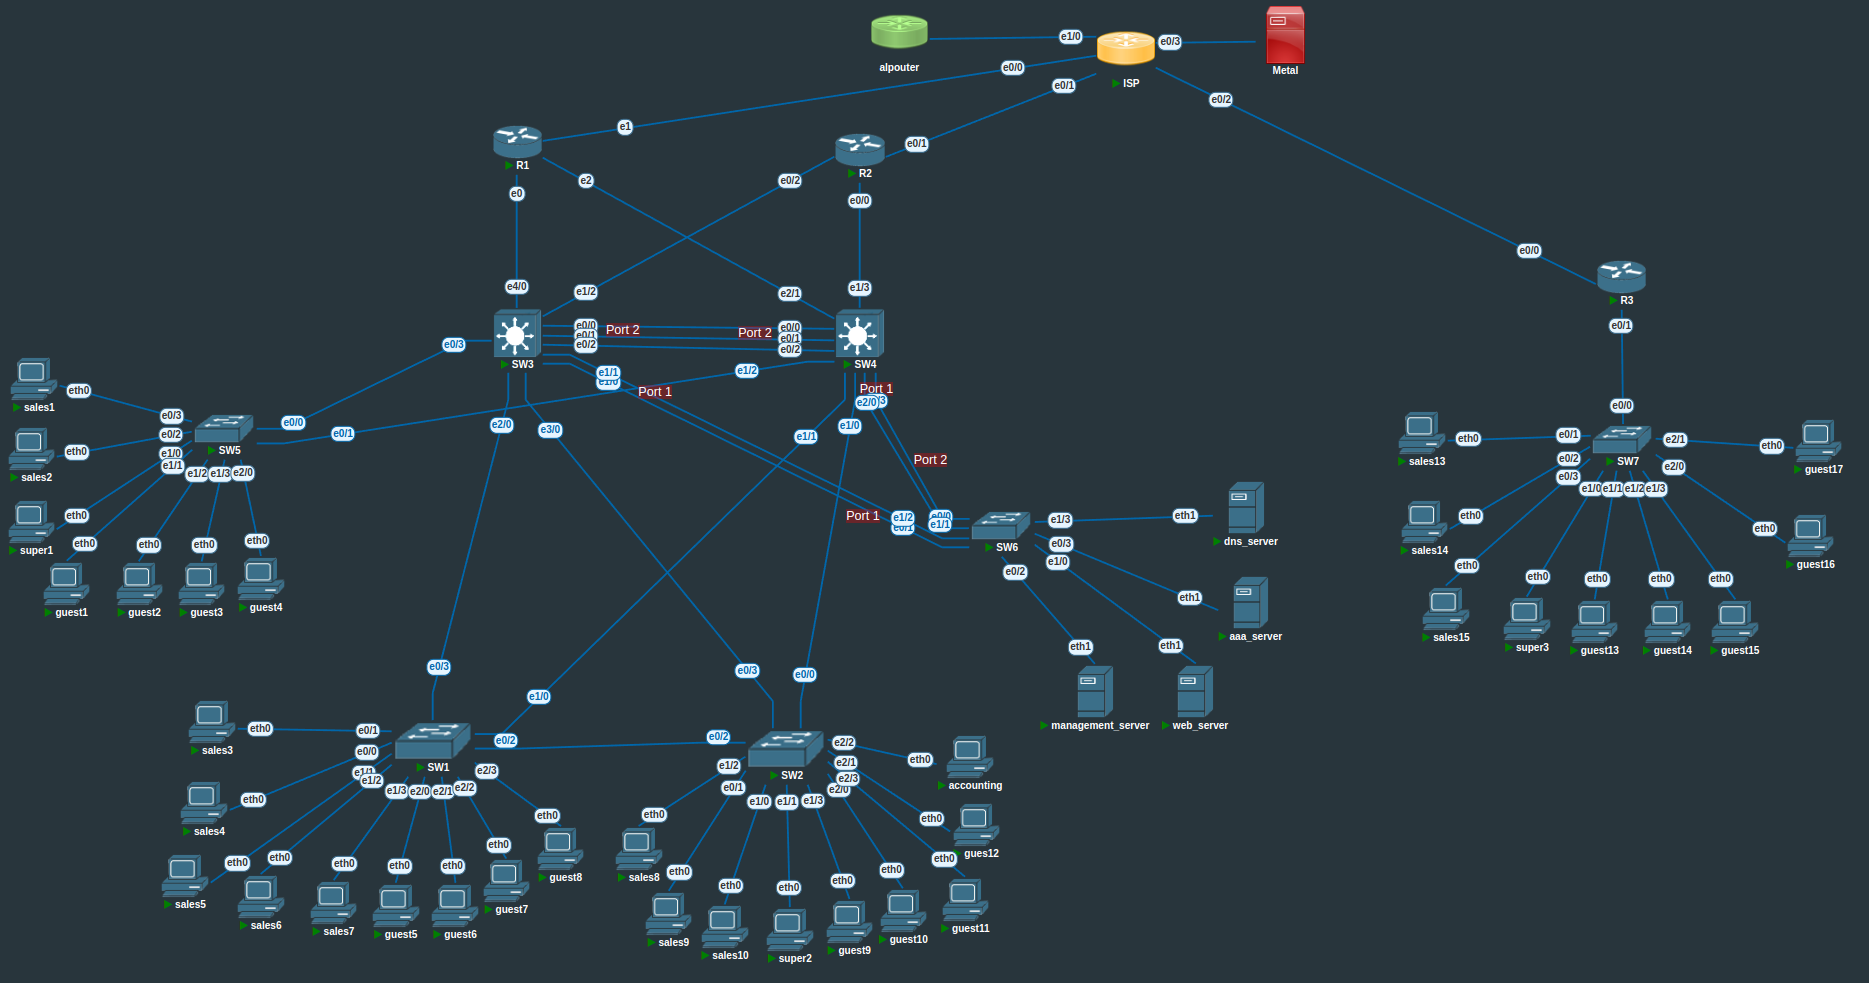 e1/0
e0/3
alpouter
Metal
ISP
e0/0
e0/1
e0/2
e1
R1
e0/1
R2
e0
e2
e0/2
e0/0
e0/0
R3
e0/1
e4/0
e1/2
e2/1
e1/3
e0/0
e0/1
e0/2
Port 2
Port 2
e0/0
e0/1
e0/2
SW3
SW4
e0/3
e1/1
e1/0
Port 1
e1/2
Port 1
e2/0
sales1
eth0
e0/3
e0/2
e1/0
e1/1
e0/0
e0/1
SW5
e1/2
e1/3
e2/0
sales2
eth0
super1
eth0
eth0
guest1
eth0
guest2
eth0
guest3
eth0
guest4
e2/0
e3/0
e1/1
e1/0
Port 2
Port 1
e1/2
e0/1
e0/0
e1/1
SW6
e1/3
e0/3
e1/0
e0/2
eth1
dns_server
eth1
aaa_server
eth1
management_server
eth1
web_server
e0/0
e0/1
e0/2
e0/3
SW7
e2/1
e2/0
e1/0
e1/1
e1/2
e1/3
sales13
eth0
eth0
guest17
sales14
eth0
eth0
guest16
eth0
sales15
eth0
super3
eth0
guest13
eth0
guest14
eth0
guest15
e0/3
e1/0
e0/2
e0/3
e0/0
e0/2
sales3
eth0
e0/1
e0/0
e1/1
e1/2
SW1
e1/3
e2/0
e2/1
e2/2
e2/3
sales4
eth0
sales5
eth0
sales6
eth0
sales7
eth0
guest5
eth0
guest6
eth0
guest7
eth0
guest8
eth0
SW2
e1/2
e0/1
e1/0
e1/1
e1/3
e2/0
e2/3
e2/1
e2/2
eth0
accounting
eth0
gues12
eth0
guest11
eth0
sales8
eth0
sales9
eth0
sales10
eth0
super2
eth0
guest9
eth0
guest10